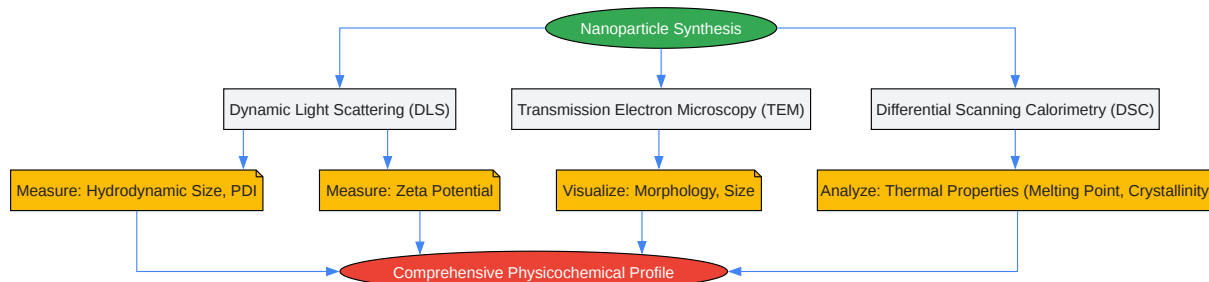 Nanoparticle Synthesis
Dynamic Light Scattering (DLS)
Transmission Electron Microscopy (TEM)
Differential Scanning Calorimetry (DSC)
Measure: Hydrodynamic Size, PDI
Measure: Zeta Potential
Visualize: Morphology, Size
Analyze: Thermal Properties (Melting Point, Crystallinity
Comprehensive Physicochemical Profile